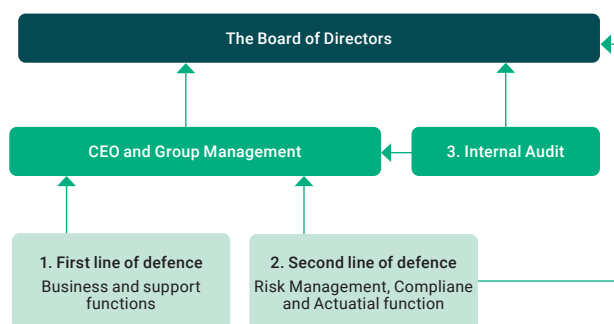 The Board of Directors
CEO and Group Management
3. Internal Audit
1. First line of defence
Business and support
functions
2. Second line of defence
Risk Management, Compliane
and Actuatial function